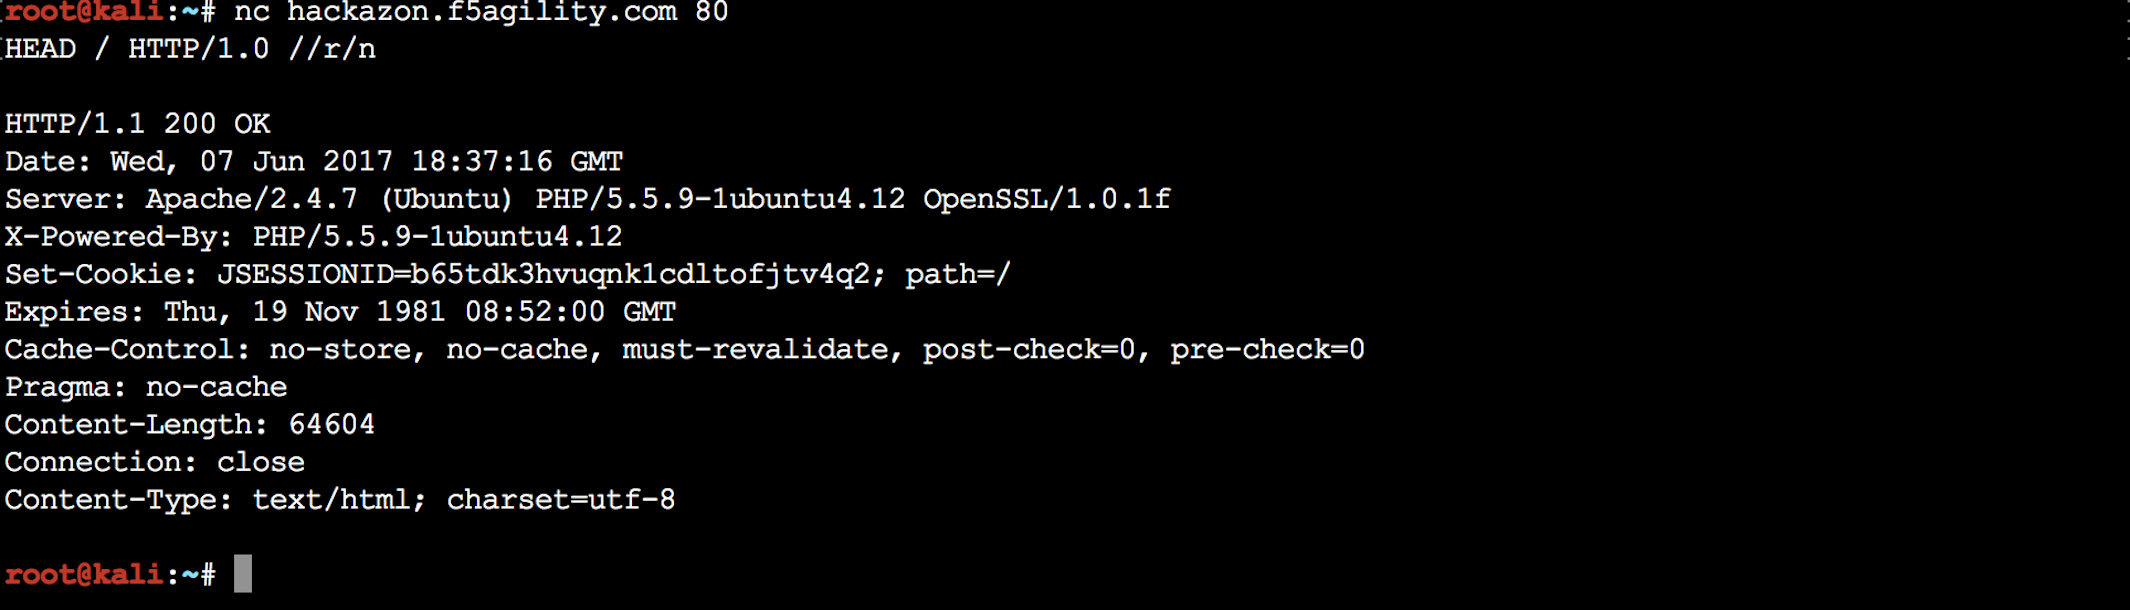 root@kali:~# nc hackazon.f5agility.com 80
HEAD / HTTP/1.0 //r/n
HTTP/1.1 200 OK
Date: Wed, 07 Jun 2017 18:37:16 GMT
Server: Apache/2.4.7 (Ubuntu) PHP/5.5.9-1ubuntu4.12 OpenSSL/1.0.1f
X-Powered-By: PHP/5.5.9-1ubuntu4.12
Set-Cookie: JSESSIONID=b65tdk3hvuqnk1cdltofjtv4q2; path=/
Expires: Thu, 19 Nov 1981 08:52:00 GMT
Cache-Control: no-store, no-cache, must-revalidate, post-check=0, pre-check=0
Pragma: no-cache
Content-Length: 64604
Connection: close
Content-Type: text/html; charset=utf-8
root@kali:~#